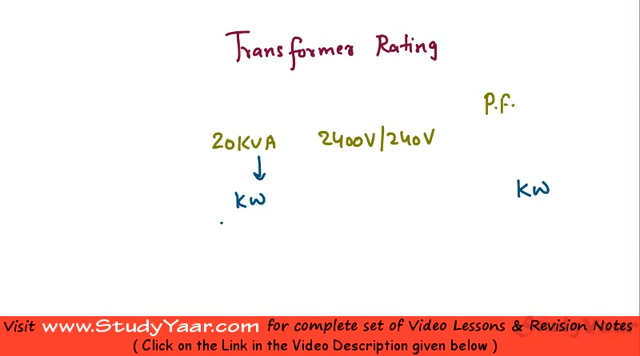 Transformer Rating
P.F.
20KVA 2400V/240V
KW KW
Visit www.StudyYaar.com for complete set of Video Lessons & Revision Notes
( Click on the Link in the Video Description given below )